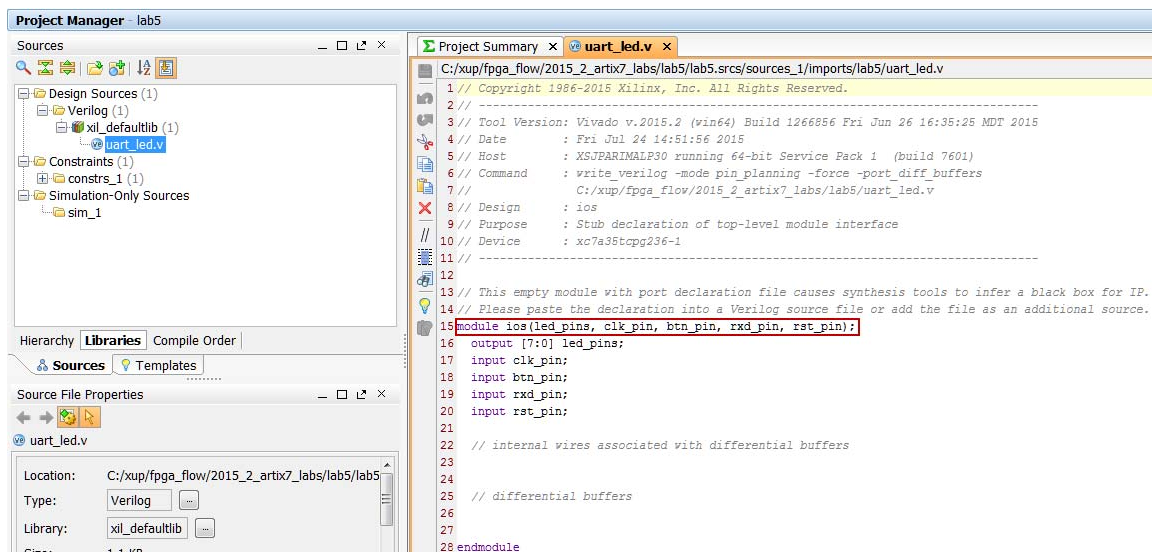 Project Manager - lab5
Sources
Design Sources (1)
Verilog (1)
xil_defaultlib (1)
uart_led.v
Constraints (1)
constrs_1 (1)
Simulation-Only Sources
sim_1
Hierarchy Libraries Compile Order
Sources Templates
Source File Properties
uart_led.v
Location: C:/xup/fpga_flow/2015_2_artix7_labs/lab5/lab5
Type: Verilog ...
Library: xil_defaultlib ...
Project Summary uart_led.v
C:/xup/fpga_flow/2015_2_artix7_labs/lab5/lab5.srcs/sources_1/imports/lab5/uart_led.v
1 // Copyright 1986-2015 Xilinx, Inc. All Rights Reserved.
2 // --------------------------------------------------------------------------------
3 // Tool Version: Vivado v.2015.2 (win64) Build 1266856 Fri Jun 26 16:35:25 MDT 2015
4 // Date : Fri Jul 24 14:51:56 2015
5 // Host : XSJPARIMALP30 running 64-bit Service Pack 1 (build 7601)
6 // Command : write_verilog -mode pin_planning -force -port_diff_buffers
7 // C:/xup/fpga_flow/2015_2_artix7_labs/lab5/uart_led.v
8 // Design : ios
9 // Purpose : Stub declaration of top-level module interface
10 // Device : xc7a35tcpg236-1
11 // --------------------------------------------------------------------------------
12
13 // This empty module with port declaration file causes synthesis tools to infer a black box for IP.
14 // Please paste the declaration into a Verilog source file or add the file as an additional source.
15 module ios(led_pins, clk_pin, btn_pin, rxd_pin, rst_pin);
16 output [7:0] led_pins;
17 input clk_pin;
18 input btn_pin;
19 input rxd_pin;
20 input rst_pin;
21
22 // internal wires associated with differential buffers
23
24
25 // differential buffers
26
27
28 endmodule